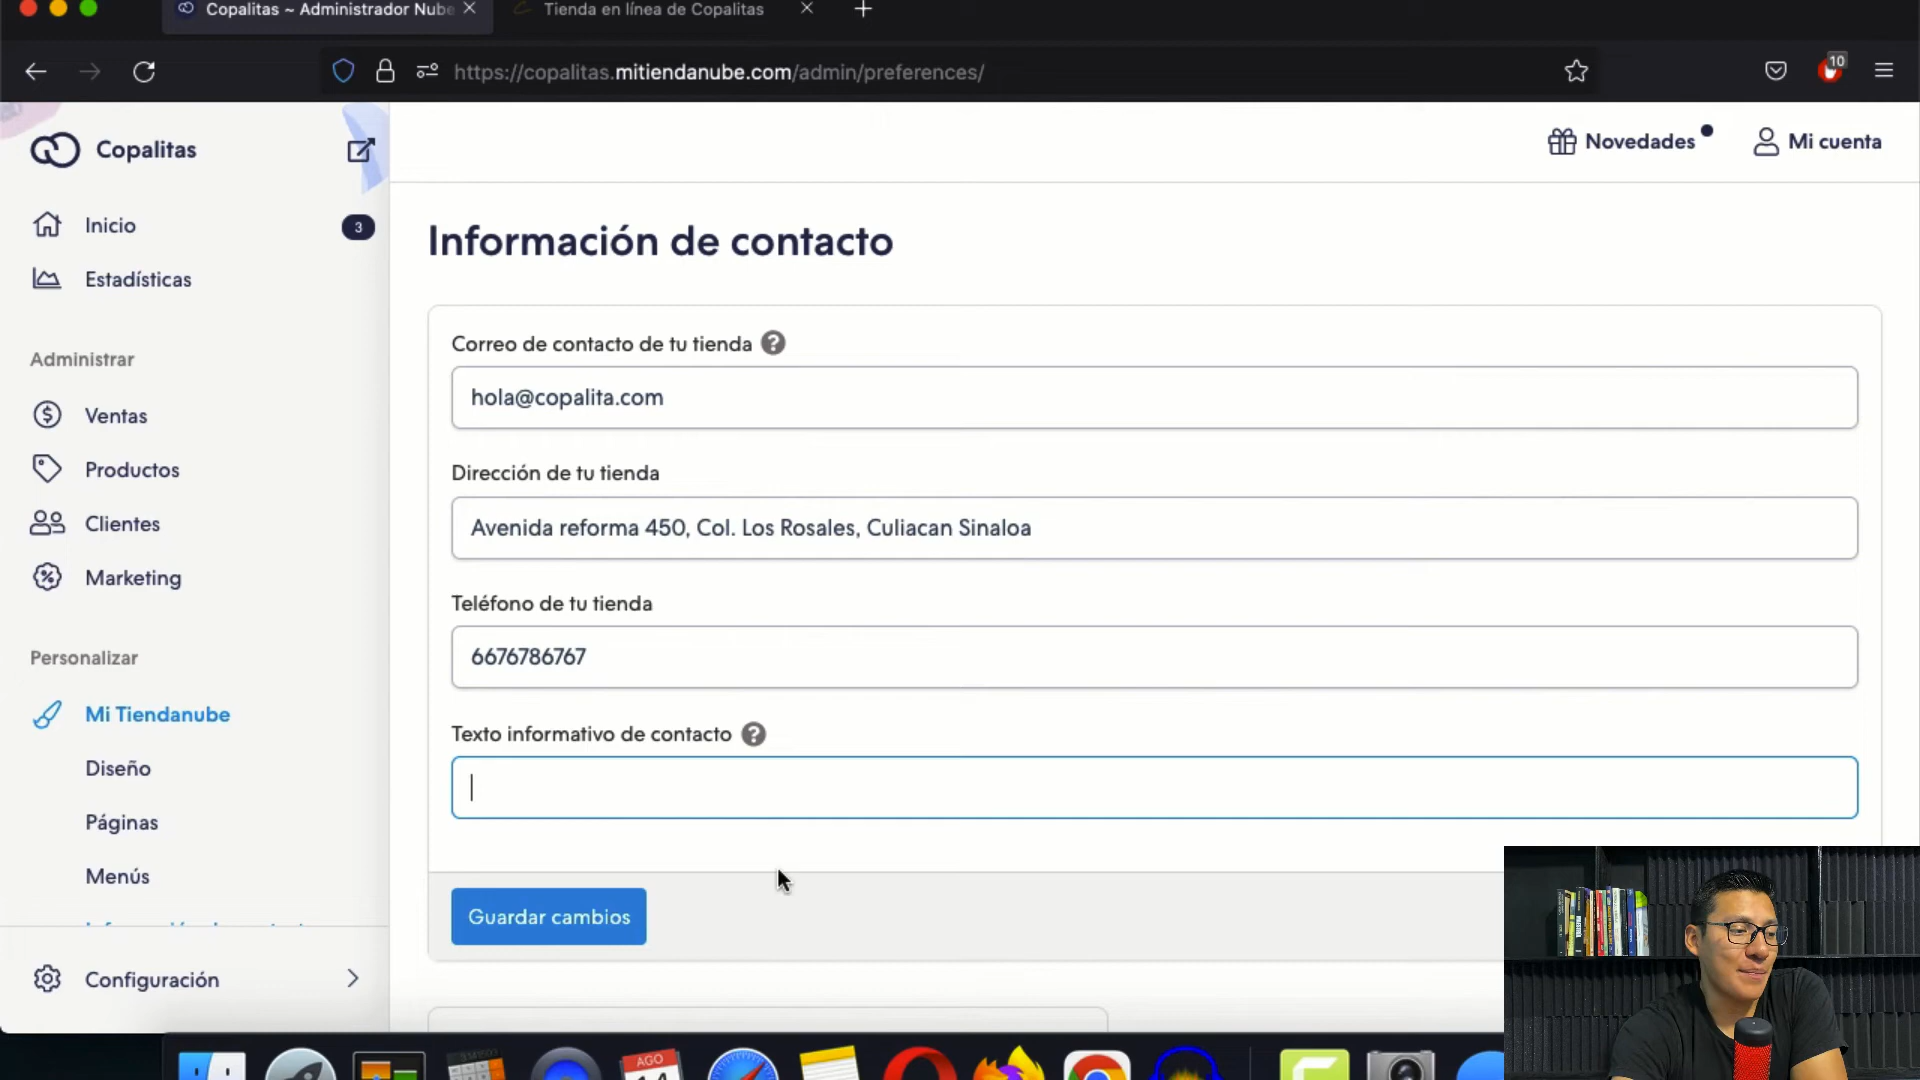 Copalitas ~ Administrador Nube
Tienda en línea de Copalitas
https://copalitas.mitiendanube.com/admin/preferences/
10
Copalitas
Novedades
Mi cuenta
Inicio
3
Estadísticas
Administrar
Ventas
Productos
Clientes
Marketing
Personalizar
Mi Tiendanube
Diseño
Páginas
Menús
Configuración
Información de contacto
Correo de contacto de tu tienda
hola@copalita.com
Dirección de tu tienda
Avenida reforma 450, Col. Los Rosales, Culiacan Sinaloa
Teléfono de tu tienda
6676786767
Texto informativo de contacto
Guardar cambios
AGO